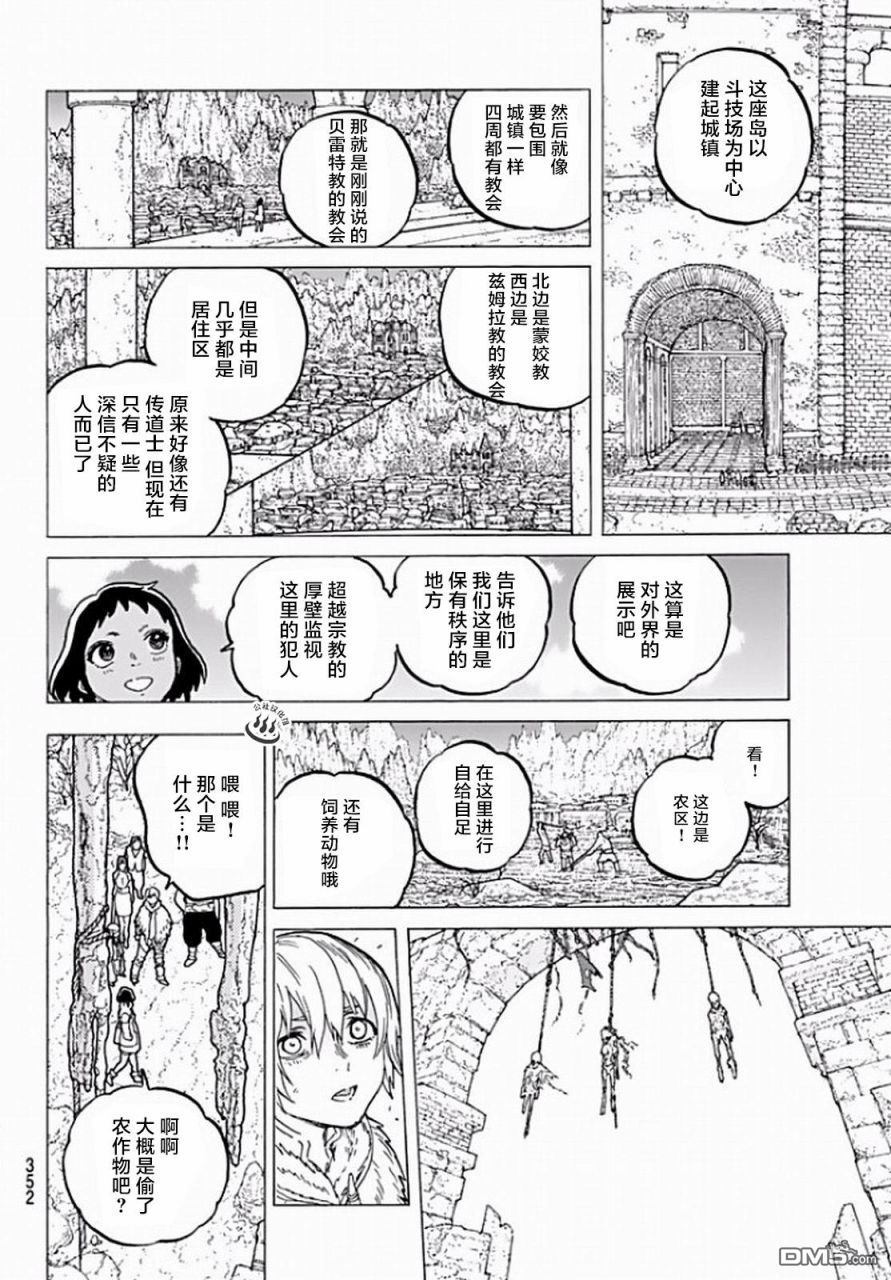 这座岛以
斗技场为中心
建起城镇
然后就像
要包围
城镇一样
四周都有教会
那就是刚刚说的
贝雷特教的教会
北边是蒙姣教
西边是
兹姆拉教的教会
但是中间
几乎都是
居住区
原来好像还有
传道士 但现在
只有一些
深信不疑的
人而已了
这算是
对外界的
展示吧
告诉他们
我们这里是
保有秩序的
地方
超越宗教的
厚壁监视
这里的犯人
公社汉化组
看!
这边是
农区!
在这里进行
自给自足
还有
饲养动物哦
喂 喂!
那个是
什么…!!
啊啊
大概是偷了
农作物吧?
352
DM5.com